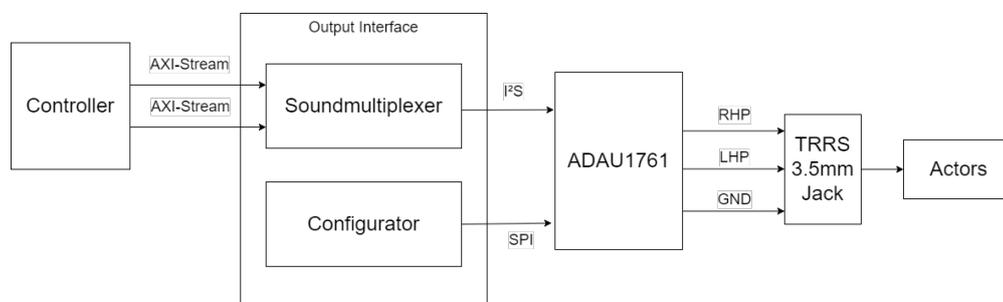 Output Interface
Controller
AXI-Stream
AXI-Stream
Soundmultiplexer
I²S
Configurator
SPI
ADAU1761
RHP
LHP
GND
TRRS
3.5mm
Jack
Actors